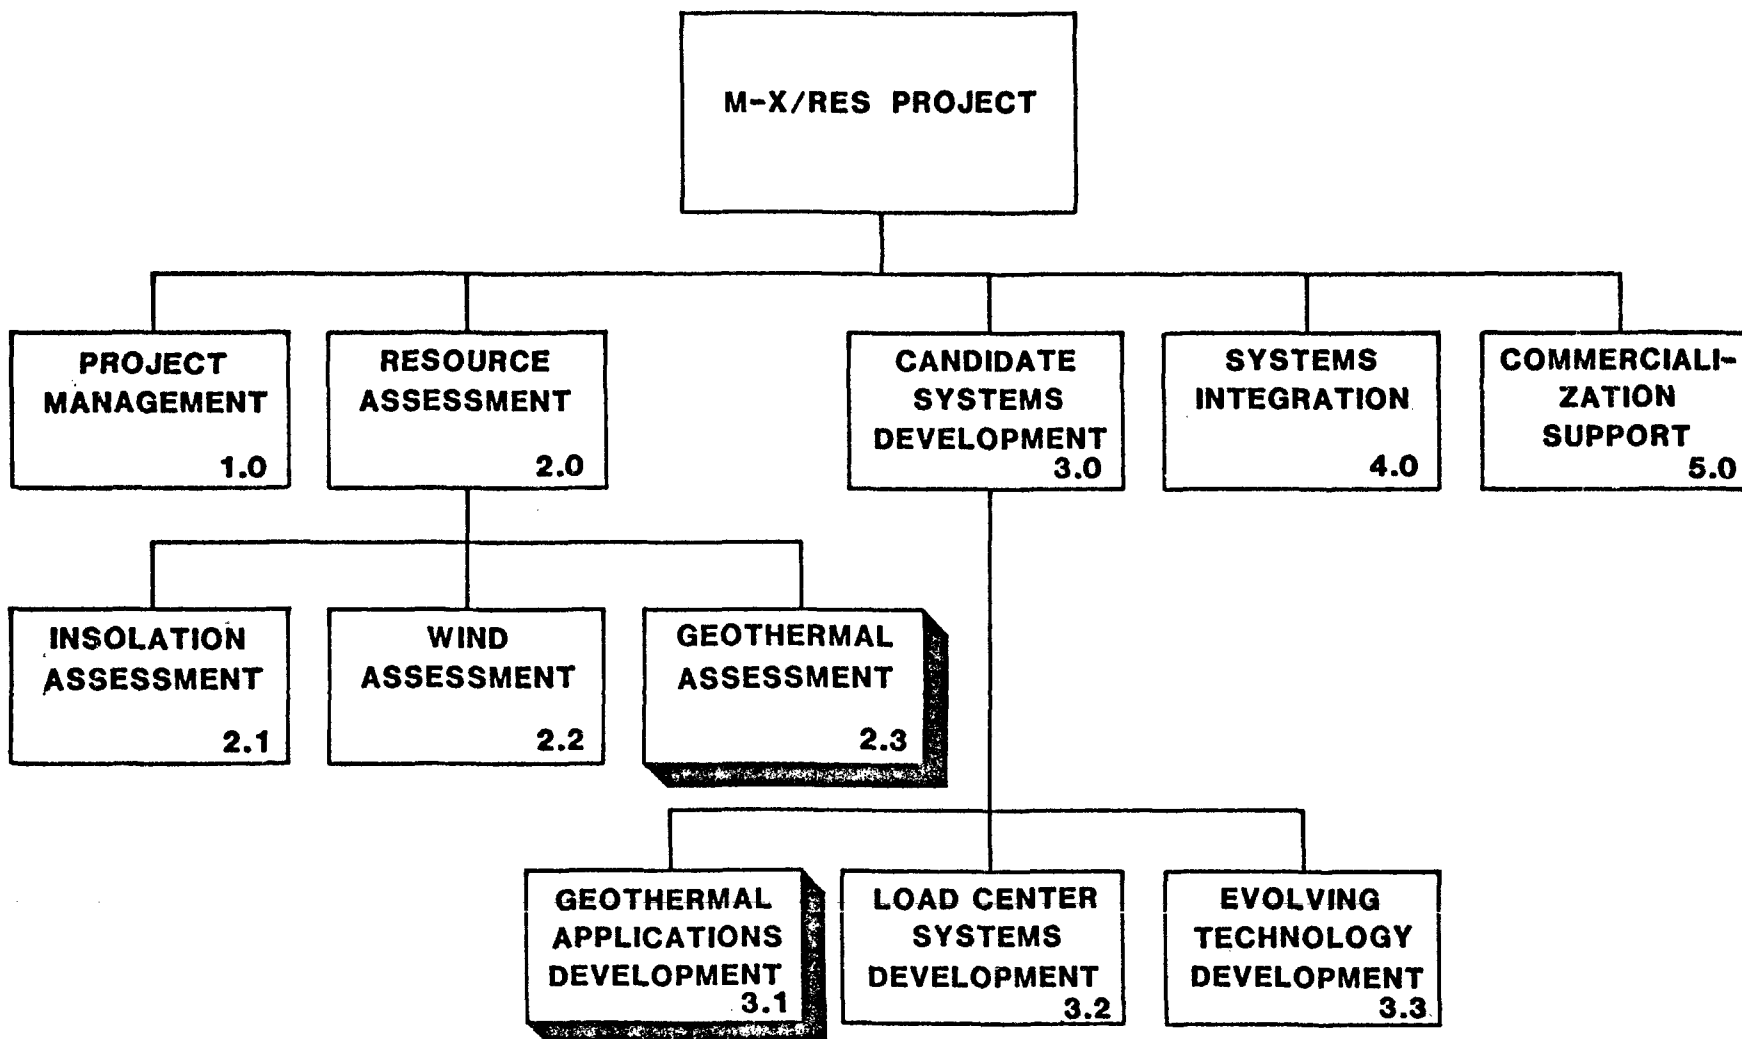 M-X/RES PROJECT
PROJECT
MANAGEMENT
1.0
RESOURCE
ASSESSMENT
2.0
CANDIDATE
SYSTEMS
DEVELOPMENT
3.0
SYSTEMS
INTEGRATION
4.0
COMMERCIALI-
ZATION
SUPPORT
5.0
INSOLATION
ASSESSMENT
2.1
WIND
ASSESSMENT
2.2
GEOTHERMAL
ASSESSMENT
2.3
GEOTHERMAL
APPLICATIONS
DEVELOPMENT
3.1
LOAD CENTER
SYSTEMS
DEVELOPMENT
3.2
EVOLVING
TECHNOLOGY
DEVELOPMENT
3.3